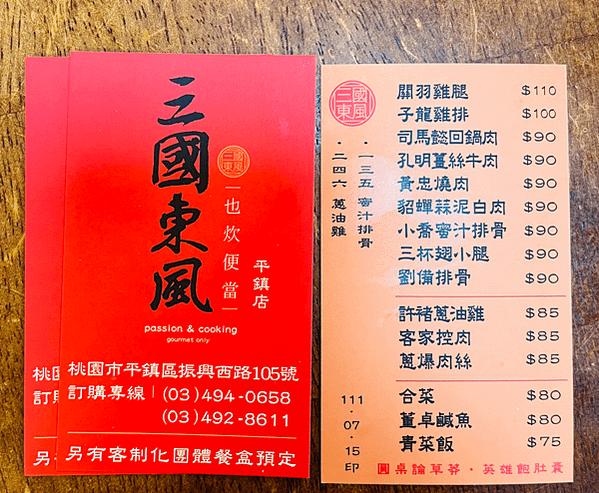 三國東風
三國
東風
也炊便當
平鎮店
passion & cooking
gourmet only
桃園市平鎮區振興西路105號
訂購專線 (03)494-0658
(03)492-8611
另有客制化團體餐盒預定
桃園
訂
另
三國
東風
·一三五 蜜汁排骨
·二四六 蔥油雞
關羽雞腿 $110
子龍雞排 $100
司馬懿回鍋肉 $90
孔明薑絲牛肉 $90
黃忠燒肉 $90
貂蟬蒜泥白肉 $90
小喬蜜汁排骨 $90
三杯翅小腿 $90
劉備排骨 $90
許褚蔥油雞 $85
客家控肉 $85
蔥爆肉絲 $85
合菜 $80
董卓鹹魚 $80
青菜飯 $75
111·07·15印
圓桌論草莽·英雄飽肚囊